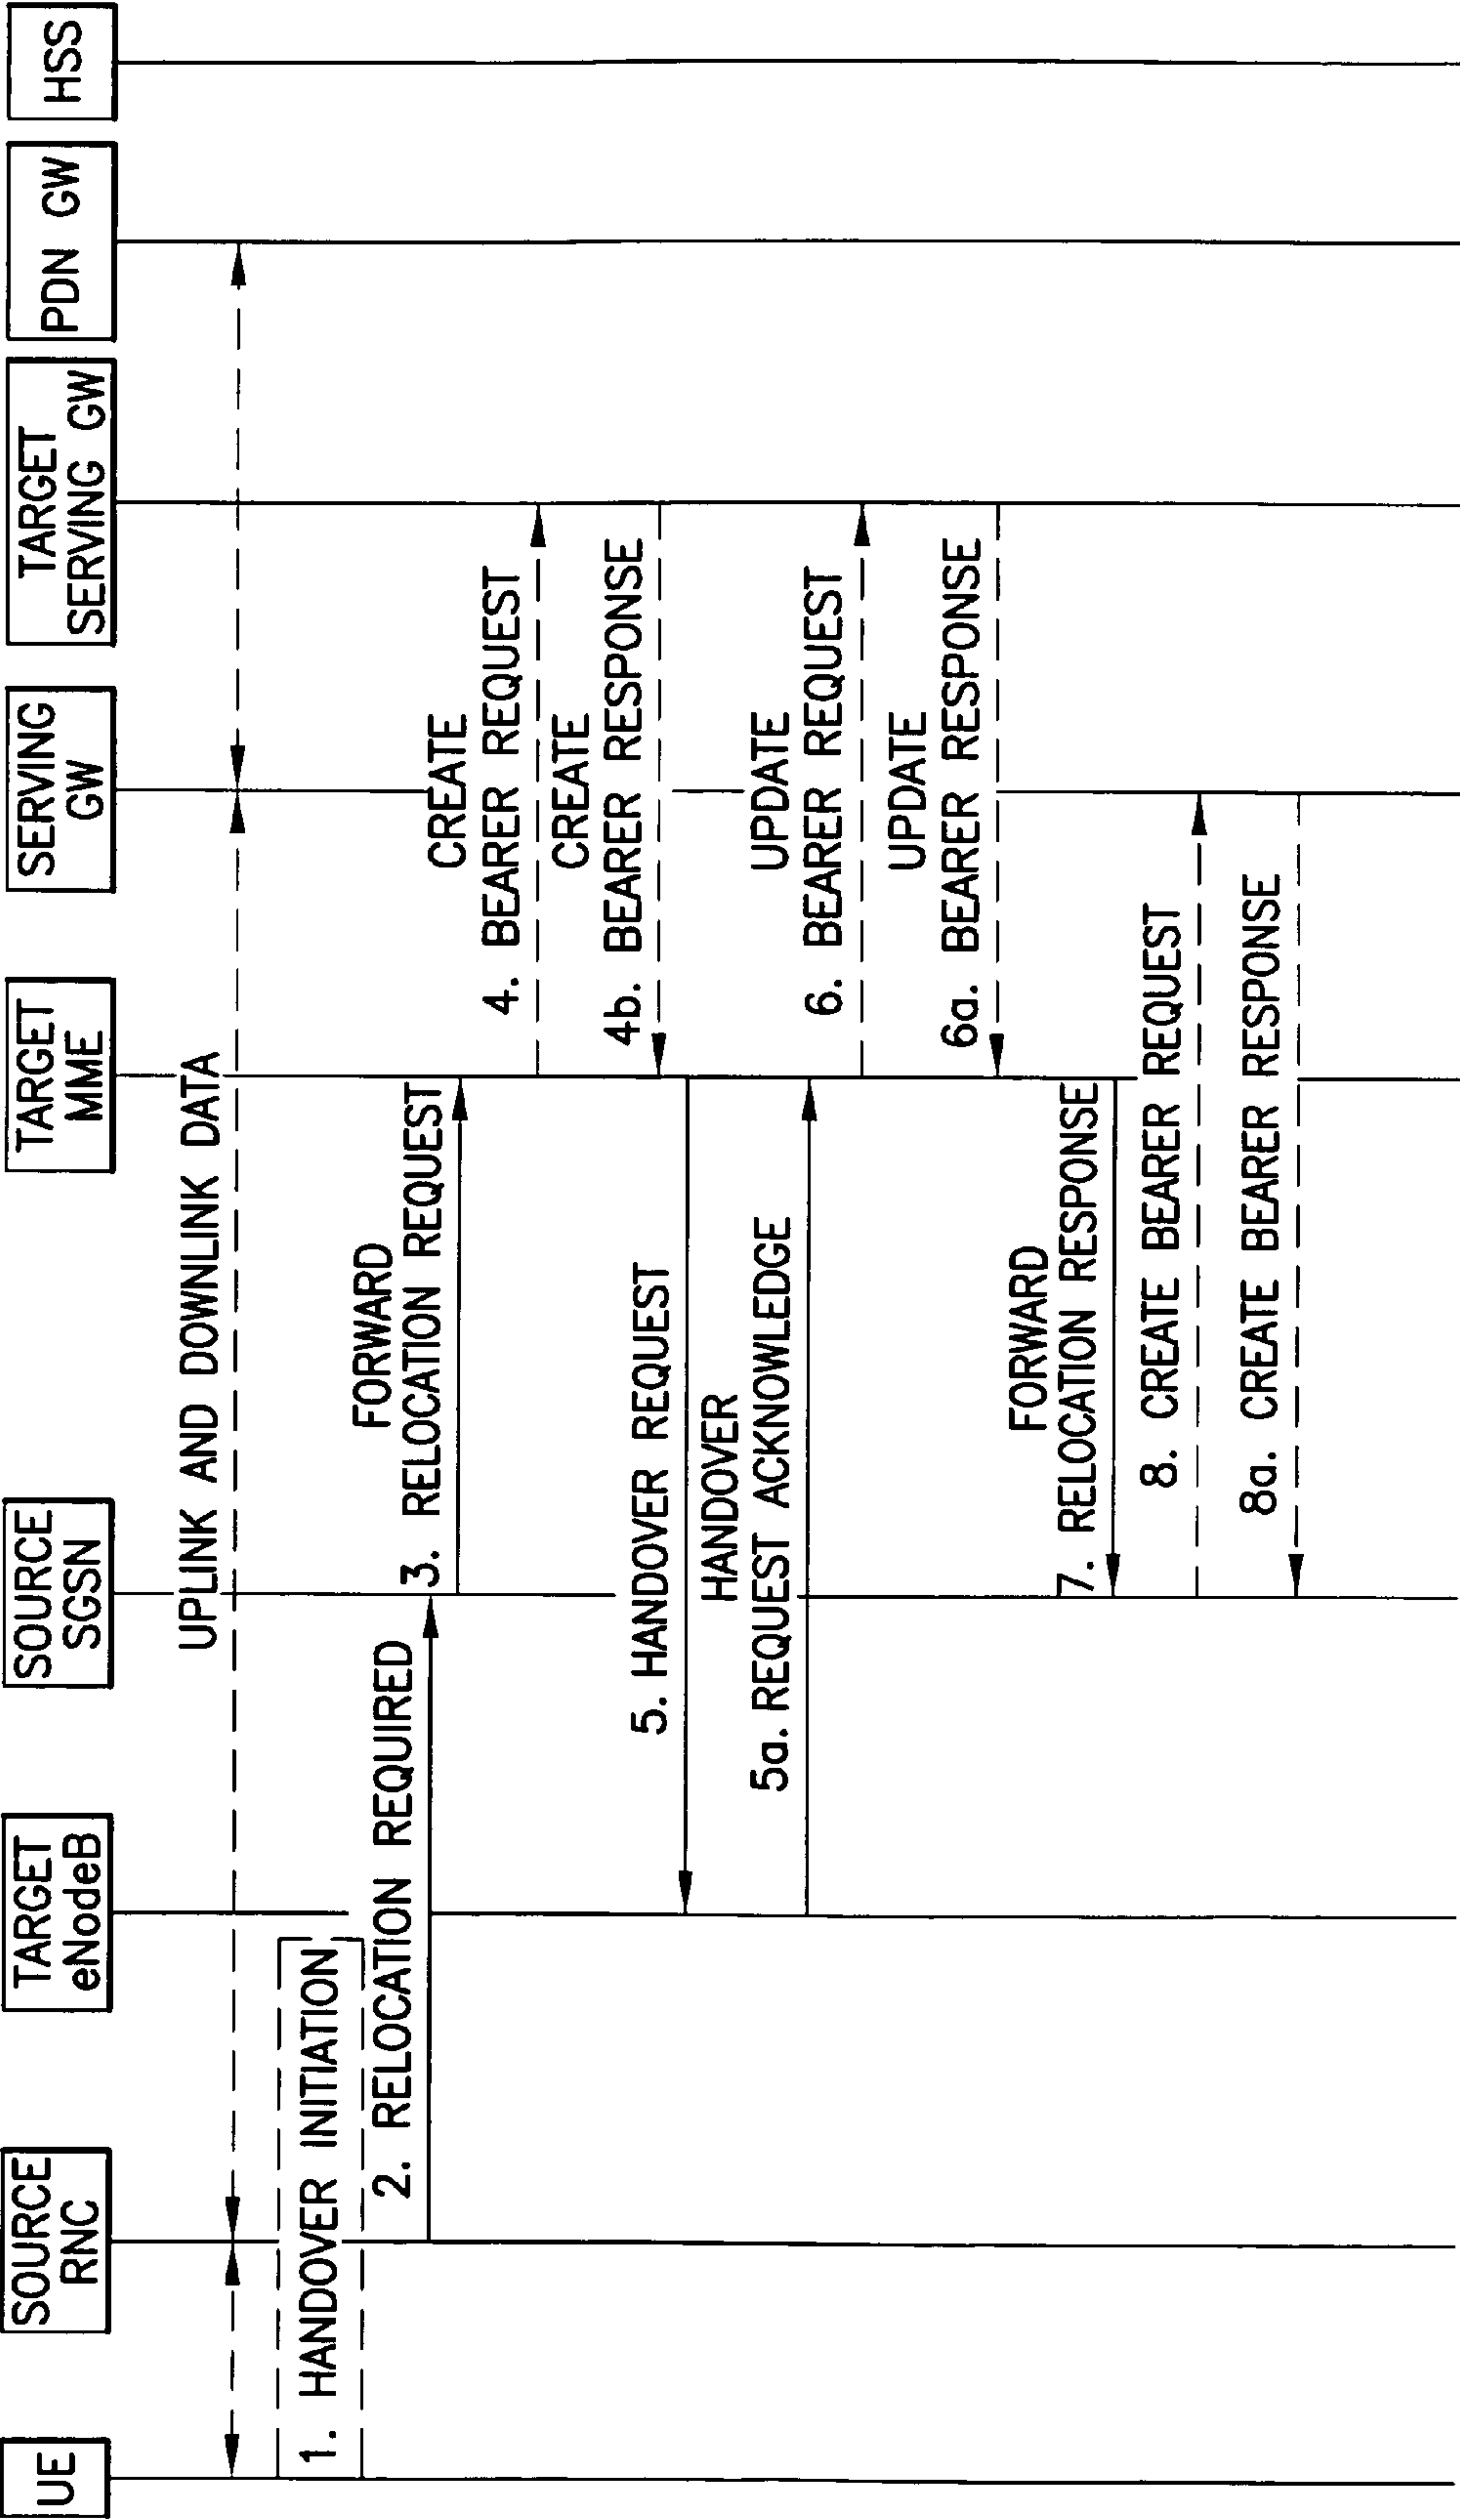 UE
SOURCE
RNC
TARGET
eNodeB
SOURCE
SGSN
TARGET
MME
SERVING
GW
TARGET
SERVING GW
PDN GW
HSS
UPLINK AND DOWNLINK DATA
1. HANDOVER INITIATION
2. RELOCATION REQUIRED
FORWARD
3. RELOCATION REQUEST
CREATE
4. BEARER REQUEST
CREATE
4b. BEARER RESPONSE
5. HANDOVER REQUEST
HANDOVER
5a. REQUEST ACKNOWLEDGE
UPDATE
6. BEARER REQUEST
UPDATE
6a. BEARER RESPONSE
FORWARD
7. RELOCATION RESPONSE
8. CREATE BEARER REQUEST
8a. CREATE BEARER RESPONSE